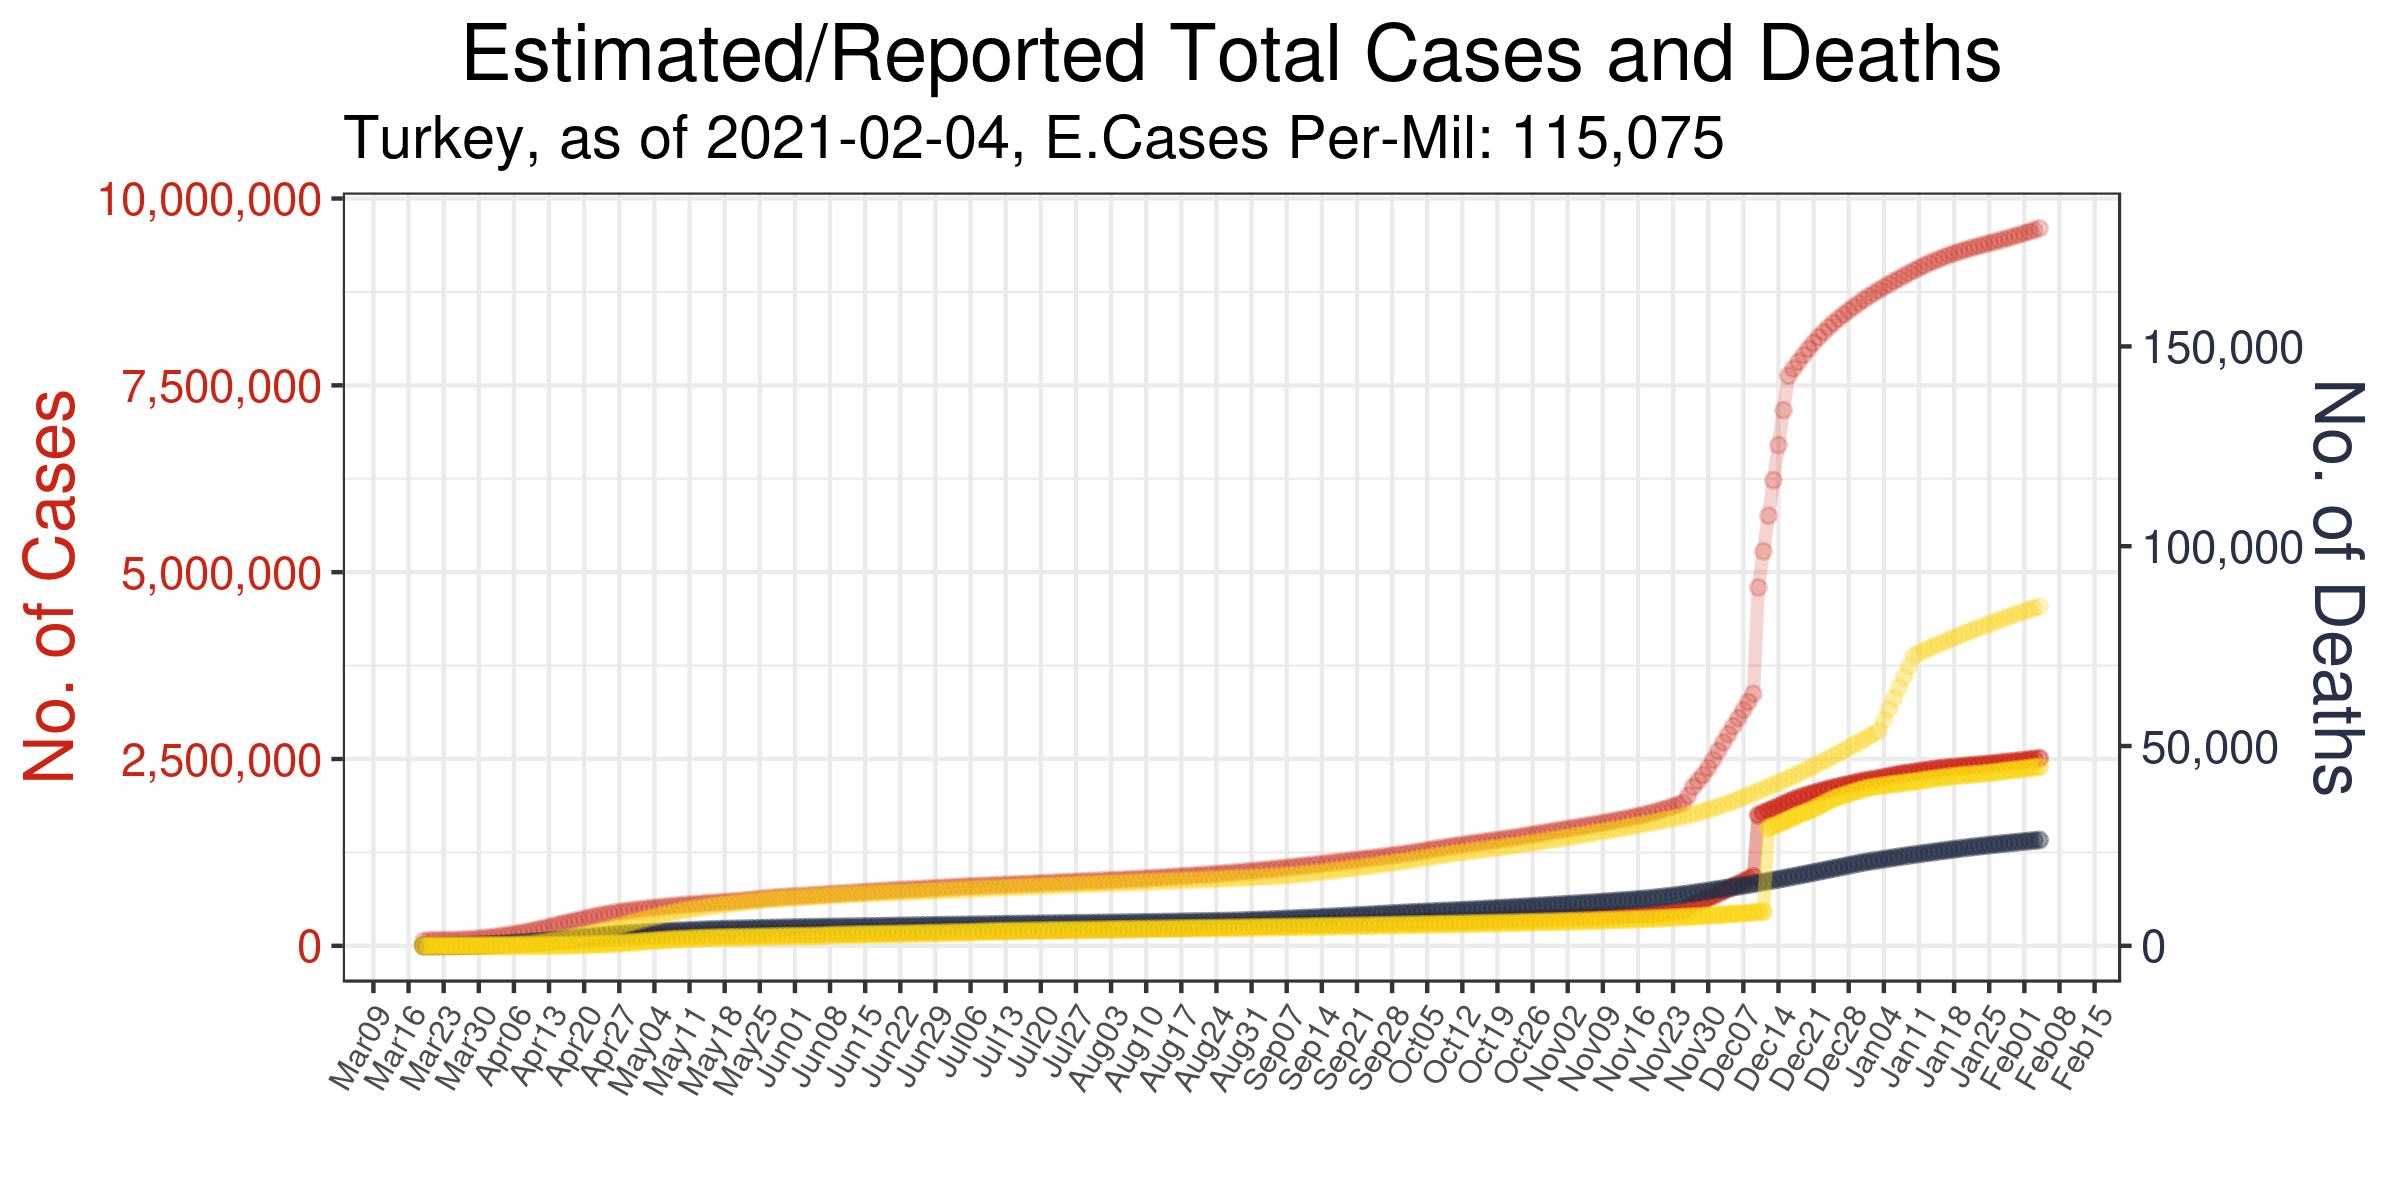 Estimated/Reported Total Cases and Deaths
Turkey, as of 2021-02-04, E.Cases Per-Mil: 115,075
No. of Cases
10,000,000
7,500,000
5,000,000
2,500,000
0
150,000
100,000
50,000
0
No. of Deaths
Mar09
Mar16
Mar23
Mar30
Apr06
Apr13
Apr20
Apr27
May04
May11
May18
May25
Jun01
Jun08
Jun15
Jun22
Jun29
Jul06
Jul13
Jul20
Jul27
Aug03
Aug10
Aug17
Aug24
Aug31
Sep07
Sep14
Sep21
Sep28
Oct05
Oct12
Oct19
Oct26
Nov02
Nov09
Nov16
Nov23
Nov30
Dec07
Dec14
Dec21
Dec28
Jan04
Jan11
Jan18
Jan25
Feb01
Feb08
Feb15